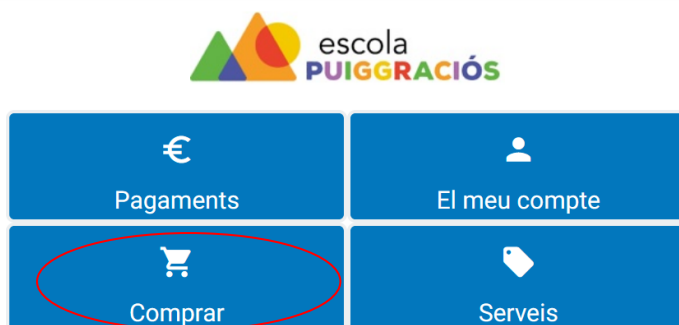 escola
PUIGGRACIÓS
€
Pagaments
El meu compte
Comprar
Serveis